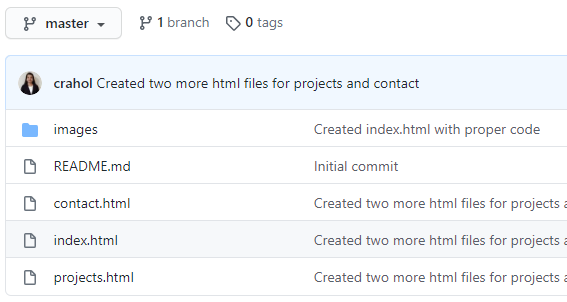 master 1 branch 0 tags
crahol Created two more html files for projects and contact
images Created index.html with proper code
README.md Initial commit
contact.html Created two more html files for projects
index.html Created two more html files for projects
projects.html Created two more html files for projects